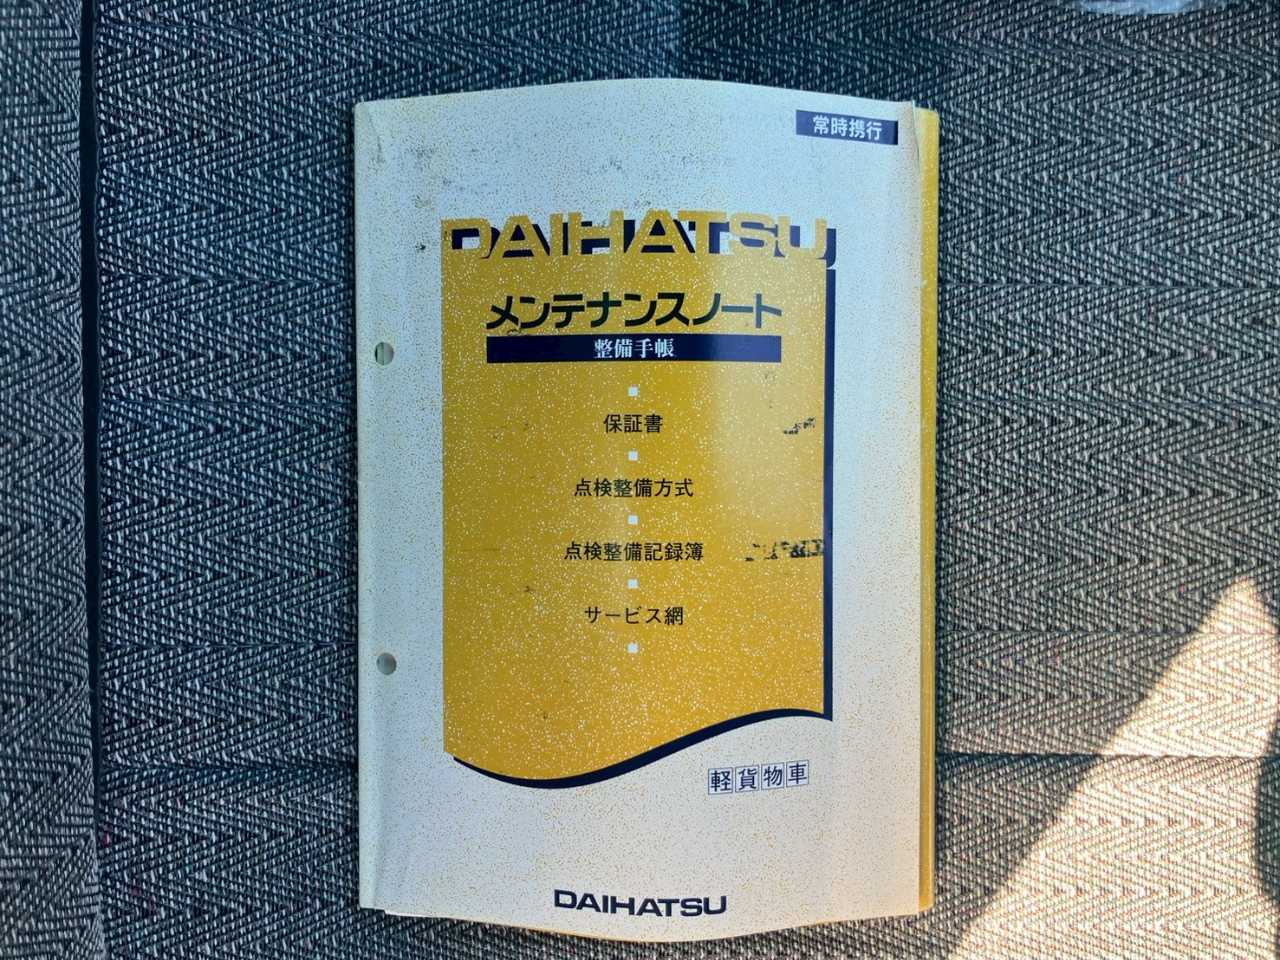 常時携行
DAIHATSU
メンテナンスノート
整備手帳
保証書
点検整備方式
点検整備記録簿
サービス網
軽貨物車
DAIHATSU